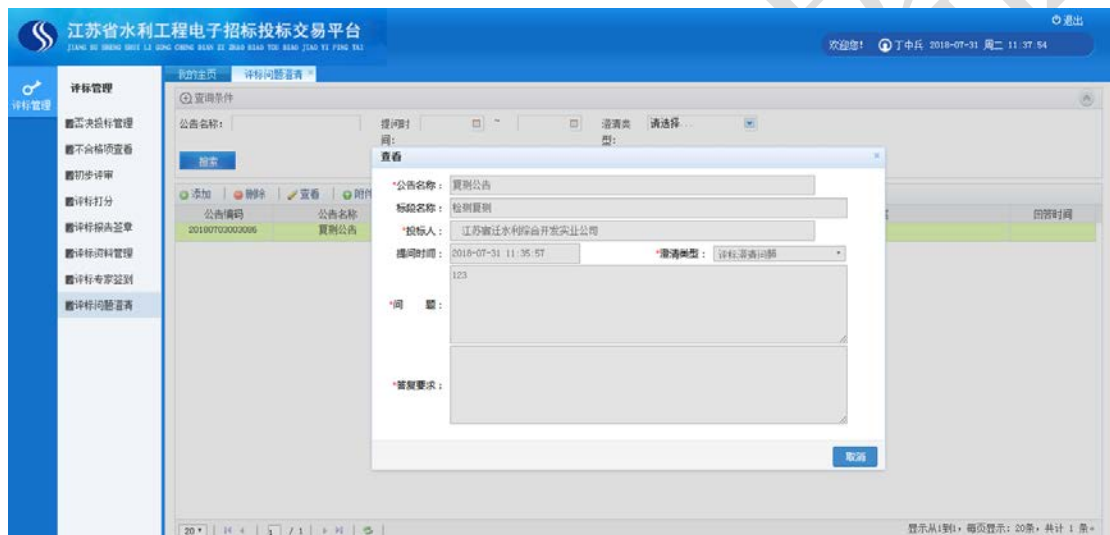 江苏省水利工程电子招标投标交易平台
退出
欢迎您! 丁中兵 2018-07-31 周二 11:37:54
我的主页 评标问题澄清
评标管理
评标管理
查询条件
否决投标管理
公告名称: 提问时间: ~ 澄清类型: 请选择...
不合格项查看
搜索
查看
初步评审
*公告名称: 夏刚公告
添加 删除 查看 附件
评标打分
标段名称: 检测夏刚
公告编码 公告名称 回答时间
评标报告签章
*投标人: 江苏宿迁水利综合开发实业公司
20180703003086 夏刚公告
评标资料管理
提问时间: 2018-07-31 11:35:57 *澄清类型: 评标澄清问题
评标专家签到
123
评标问题澄清
*问 题:
*答复要求:
取消
20 1 / 1 显示从1到1, 每页显示: 20条, 共计 1 条